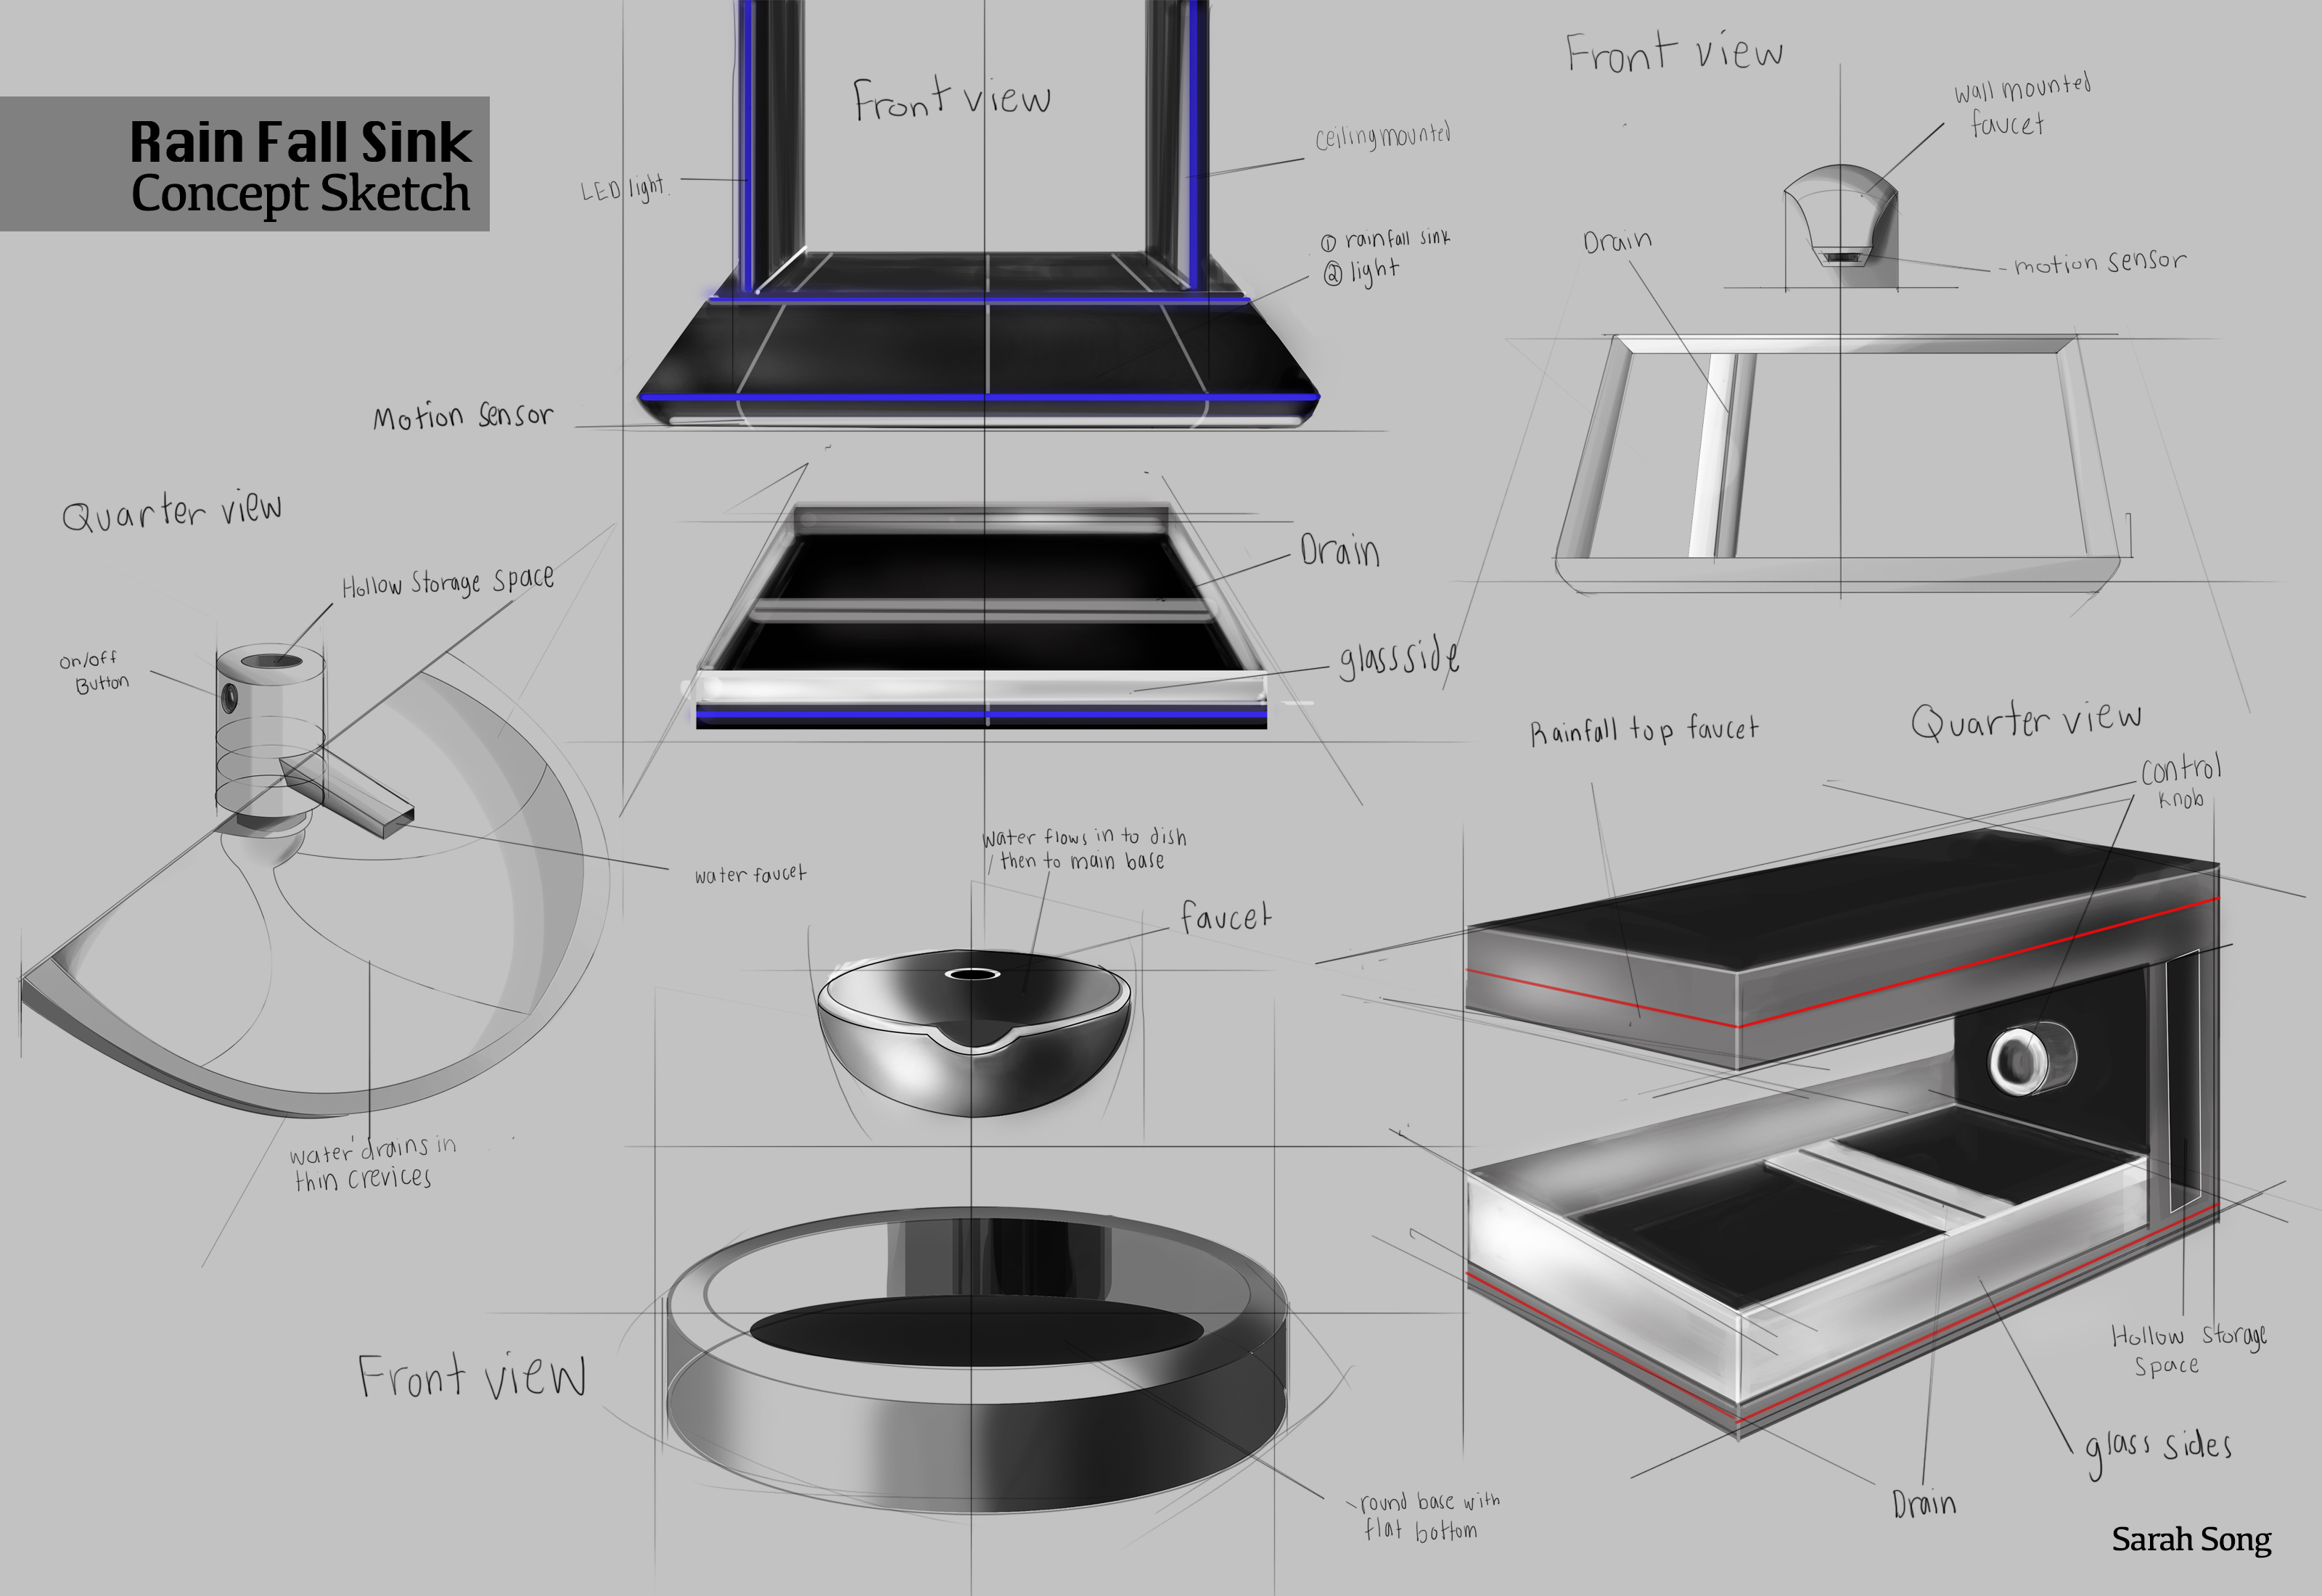 Rain Fall Sink
Concept Sketch
Front view
LED light
ceiling mounted
① rainfall sink
② light
Motion sensor
Drain
glass side
Front view
wall mounted
faucet
Drain
- motion sensor
Quarter view
Hollow storage space
on/off
Button
water faucet
water drains in
thin crevices
water flows in to dish
then to main base
faucet
Front view
- round base with
flat bottom
Rainfall top faucet
Quarter view
control
knob
Hollow storage
space
glass sides
Drain
Sarah Song